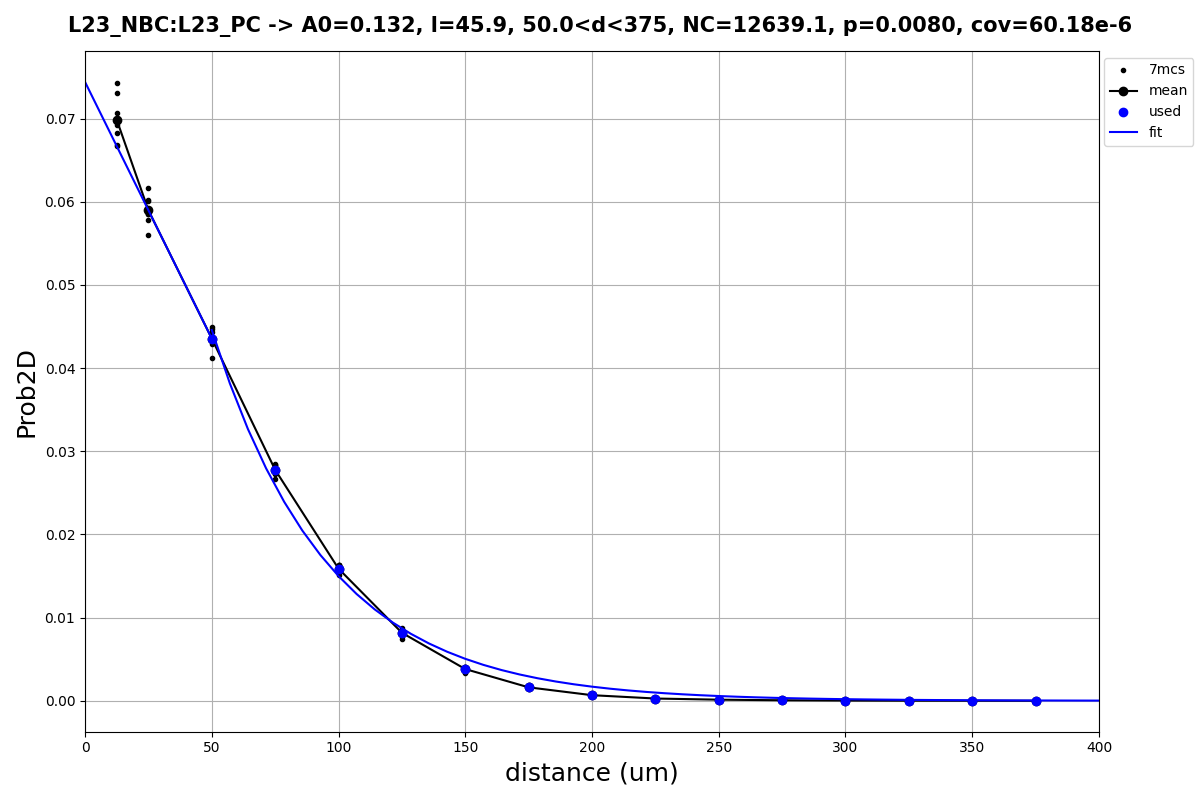 L23_NBC:L23_PC -> A0=0.132, l=45.9, 50.0<d<375, NC=12639.1, p=0.0080, cov=60.18e-6
7mcs
mean
used
fit
Prob2D
0.07
0.06
0.05
0.04
0.03
0.02
0.01
0.00
0 50 100 150 200 250 300 350 400
distance (um)